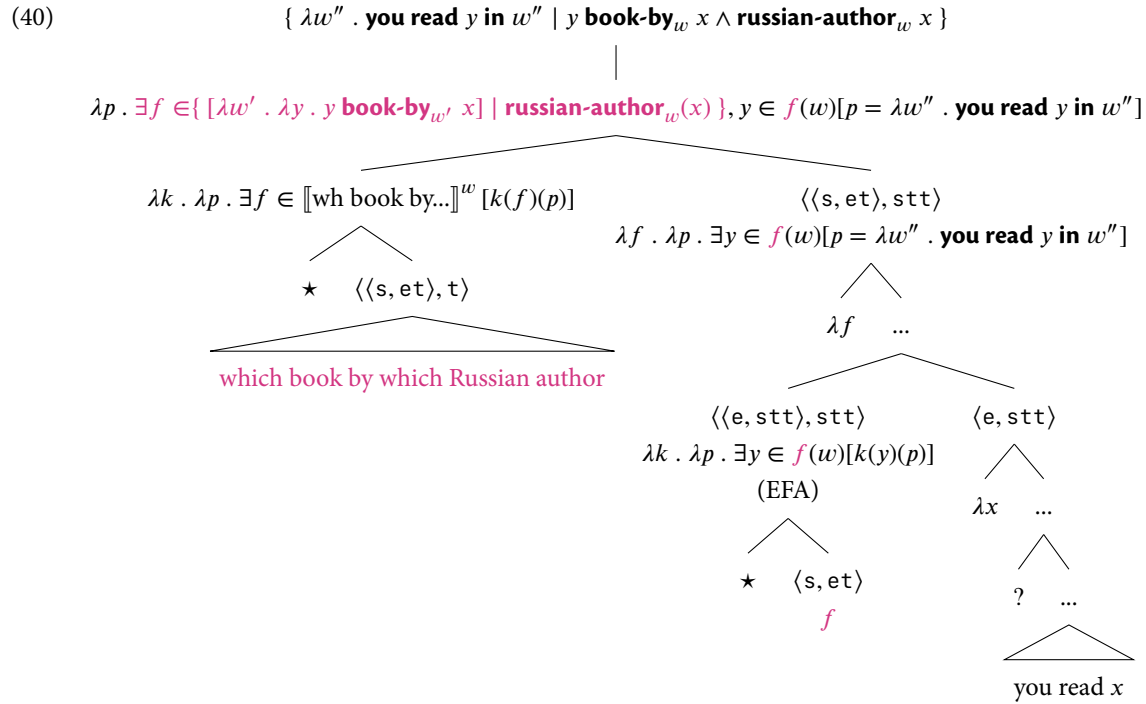 (40) { λw″ . you read y in w″ | y book-by_w x ∧ russian-author_w x }
λp . ∃f ∈{ [λw′ . λy . y book-by_w′ x] | russian-author_w(x) }, y ∈ f(w)[p = λw″ . you read y in w″]
λk . λp . ∃f ∈ ⟦wh book by...⟧^w [k(f)(p)] ⟨⟨s, et⟩, stt⟩
λf . λp . ∃y ∈ f(w)[p = λw″ . you read y in w″]
⋆ ⟨⟨s, et⟩, t⟩
λf ...
which book by which Russian author
⟨⟨e, stt⟩, stt⟩ ⟨e, stt⟩
λk . λp . ∃y ∈ f(w)[k(y)(p)]
(EFA)
λx ...
⋆ ⟨s, et⟩
f
? ...
you read x